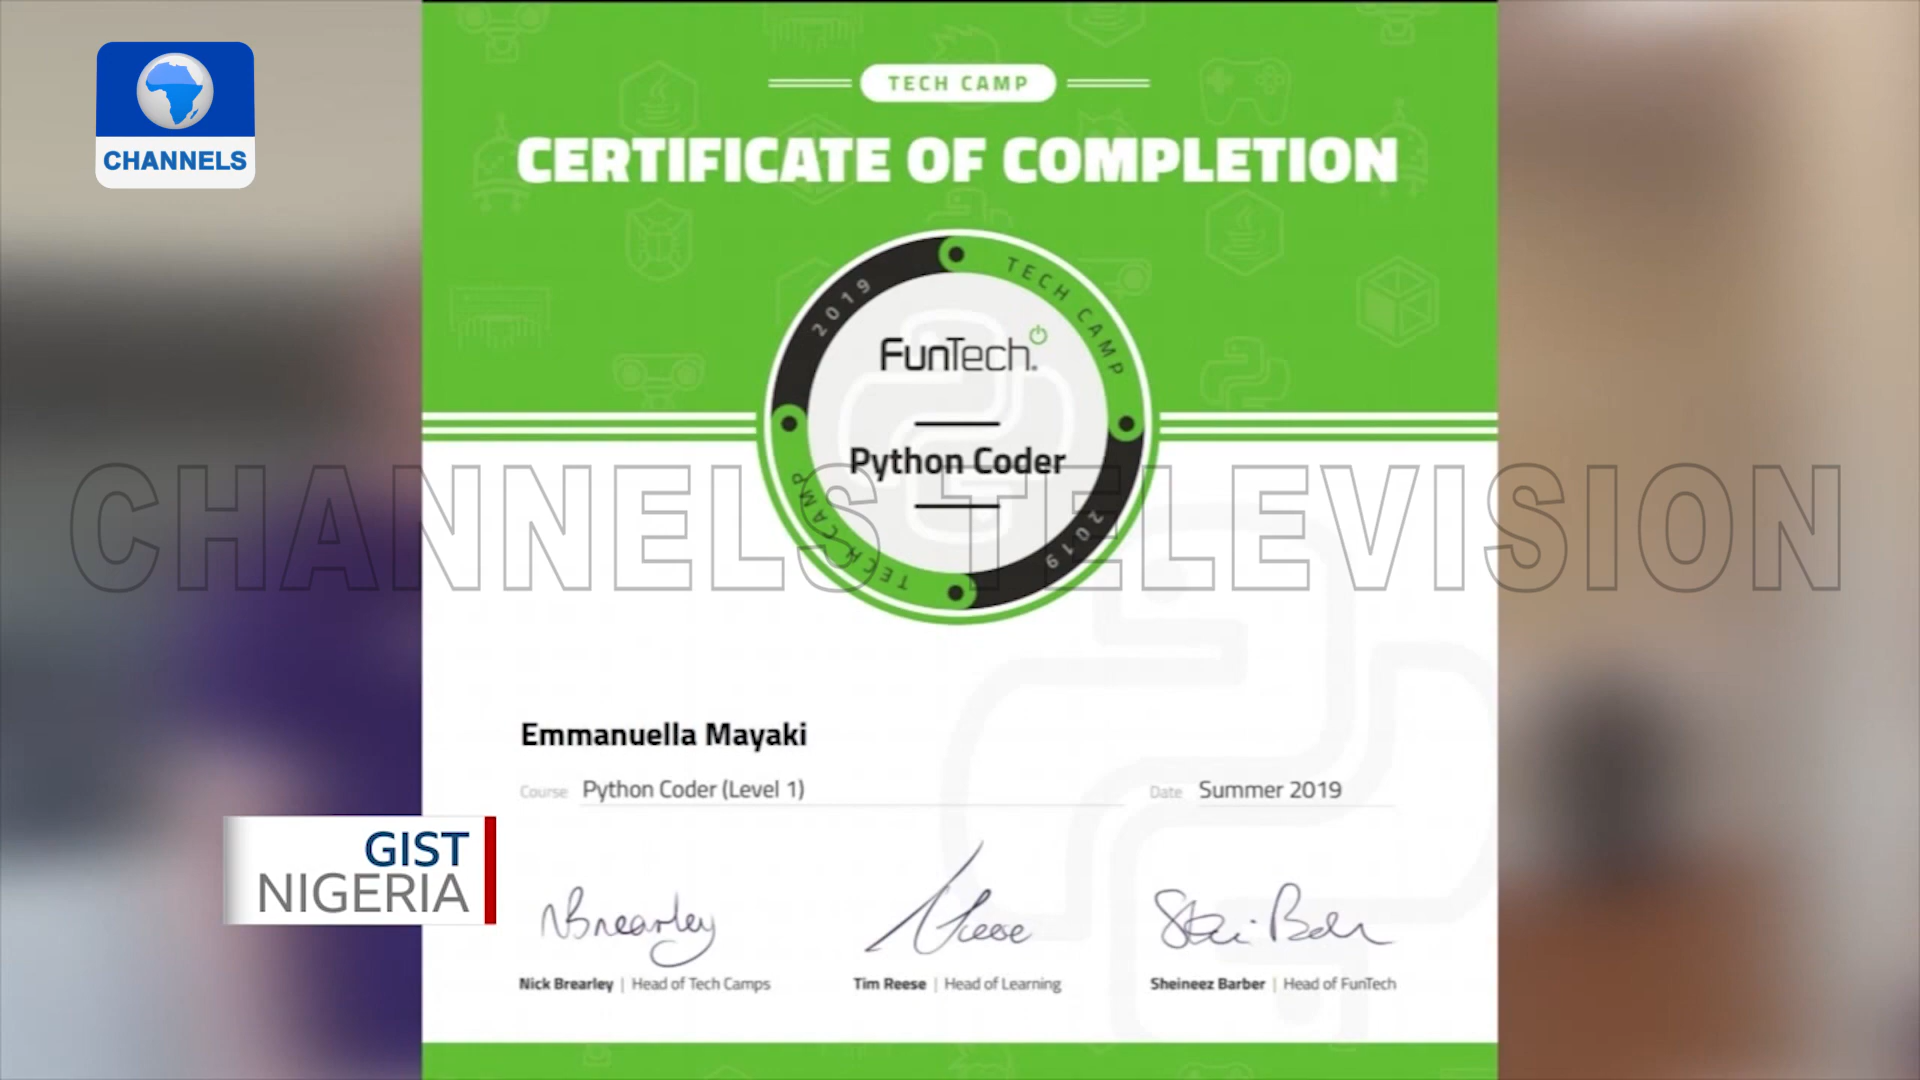 CHANNELS
TECH CAMP
CERTIFICATE OF COMPLETION
2019
TECH CAMP
FunTech.
Python Coder
TECH CAMP
2019
CHANNELS TELEVISION
Emmanuella Mayaki
Course Python Coder (Level 1)
Date Summer 2019
GIST
NIGERIA
NBrearley
Nick Brearley | Head of Tech Camps
Tim Reese | Head of Learning
Sheineez Barber | Head of FunTech